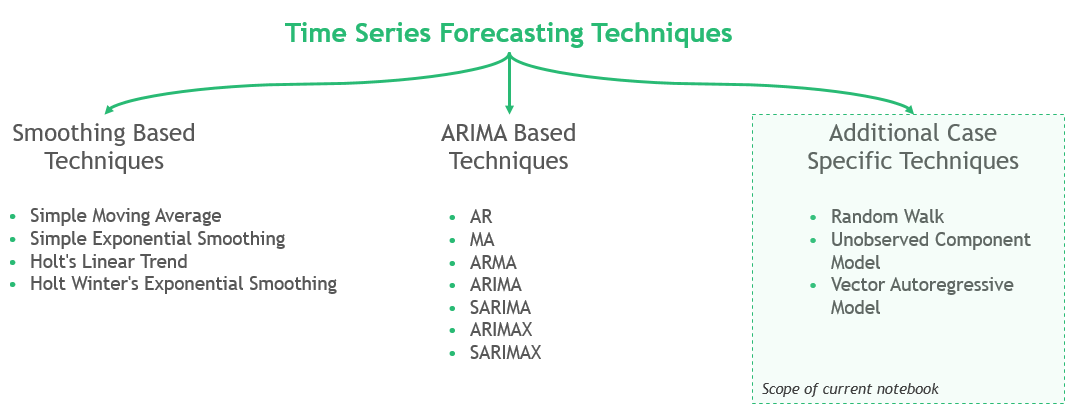 Time Series Forecasting Techniques
Smoothing Based
Techniques
• Simple Moving Average
• Simple Exponential Smoothing
• Holt's Linear Trend
• Holt Winter's Exponential Smoothing
ARIMA Based
Techniques
• AR
• MA
• ARMA
• ARIMA
• SARIMA
• ARIMAX
• SARIMAX
Additional Case
Specific Techniques
• Random Walk
• Unobserved Component
Model
• Vector Autoregressive
Model
Scope of current notebook